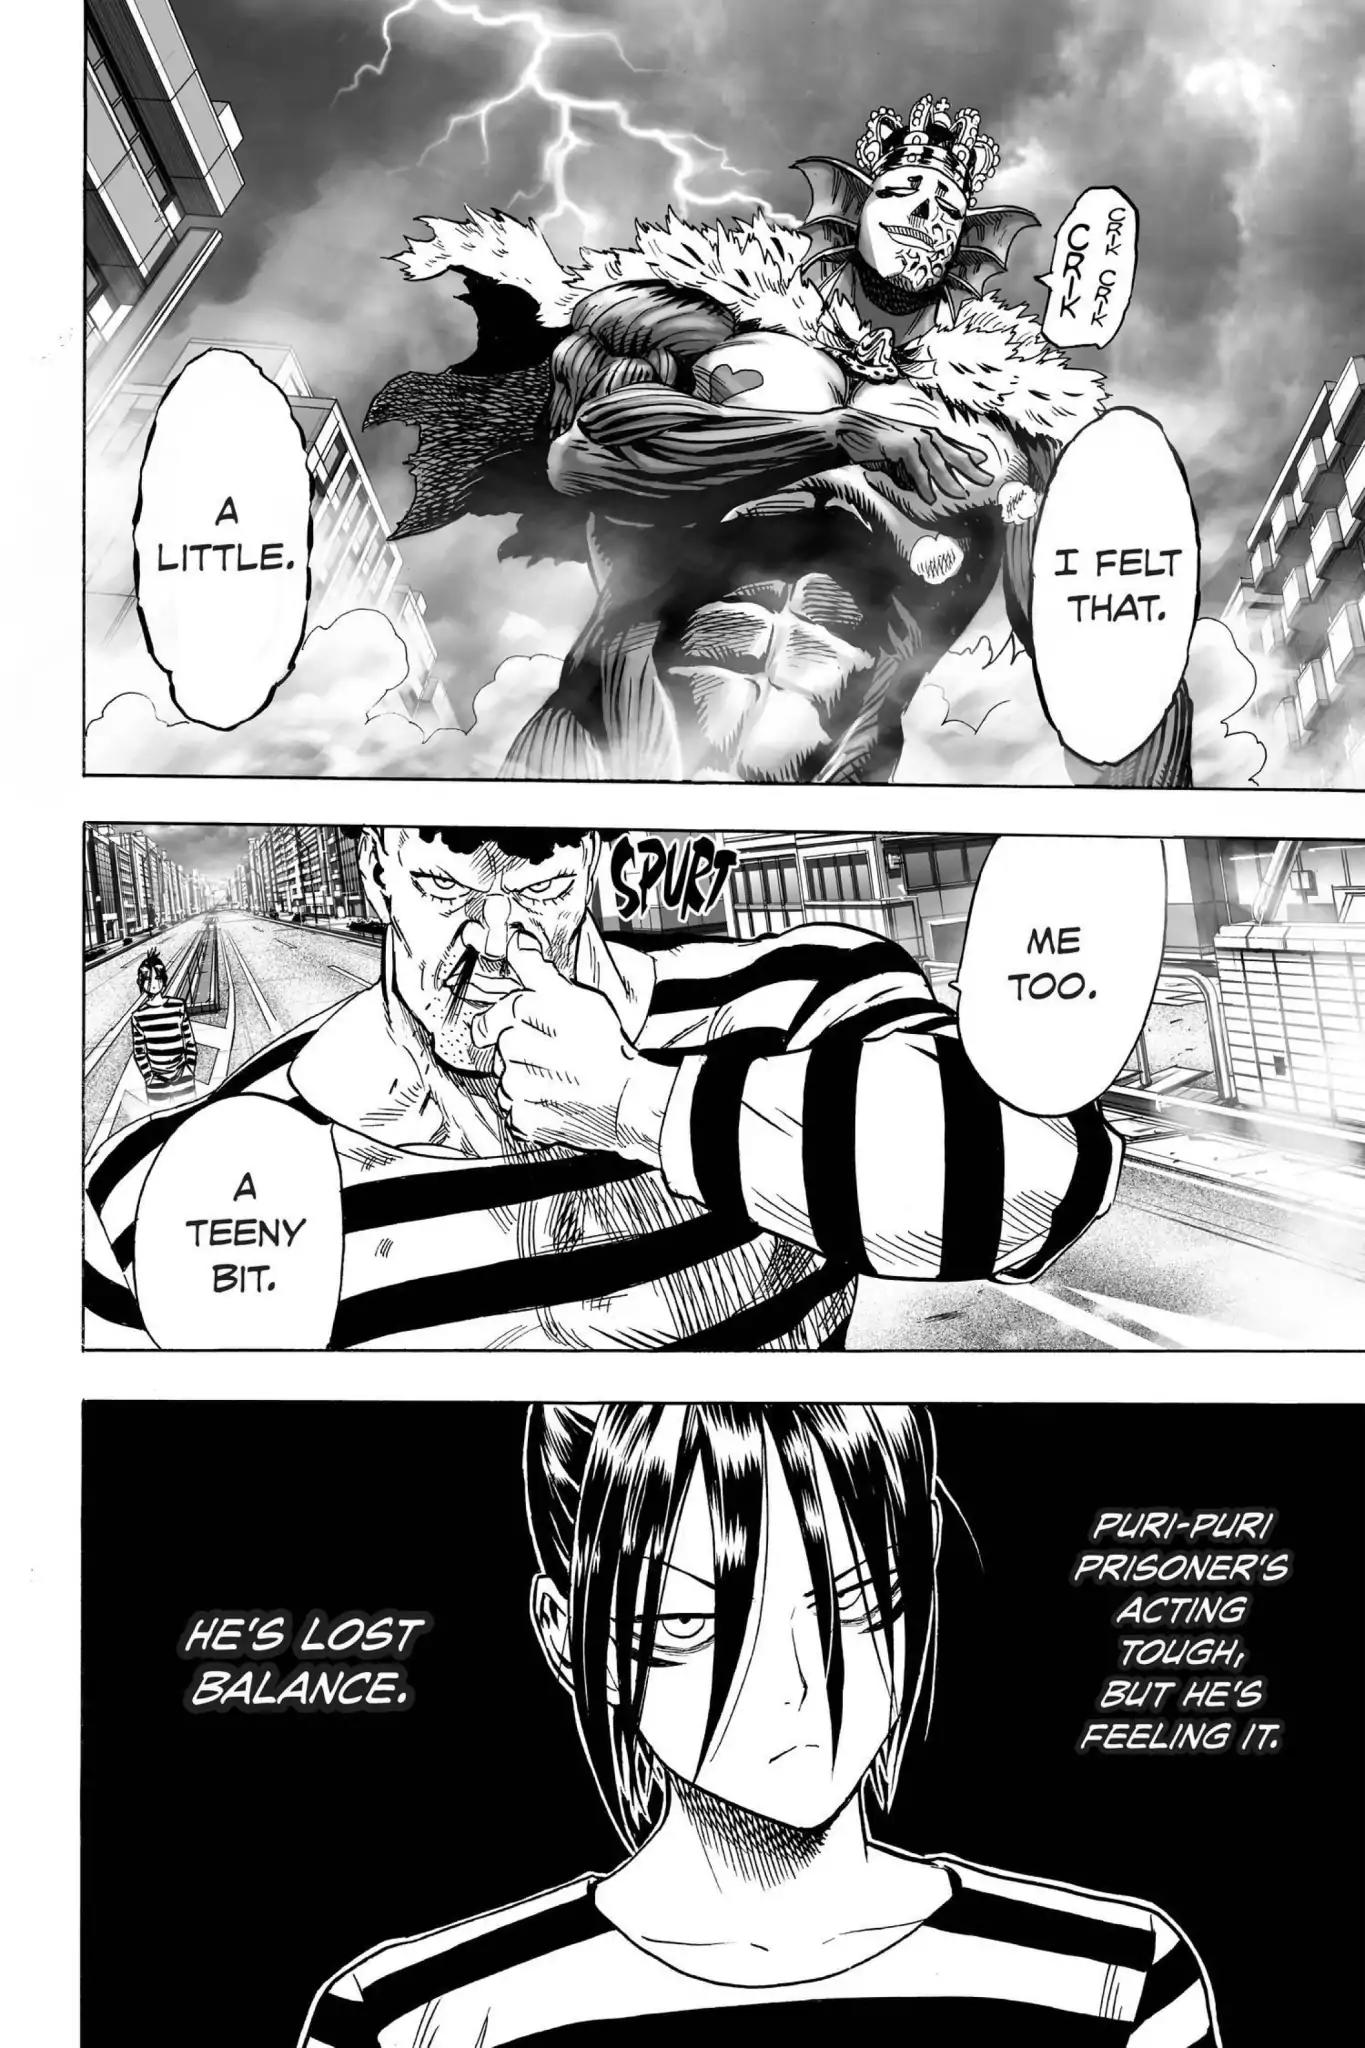 CRIK CRIK
CRIK
I FELT
THAT.
A
LITTLE.
ME
TOO.
SPURT
A
TEENY
BIT.
PURI-PURI
PRISONER'S
ACTING
TOUGH,
BUT HE'S
FEELING IT.
HE'S LOST
BALANCE.